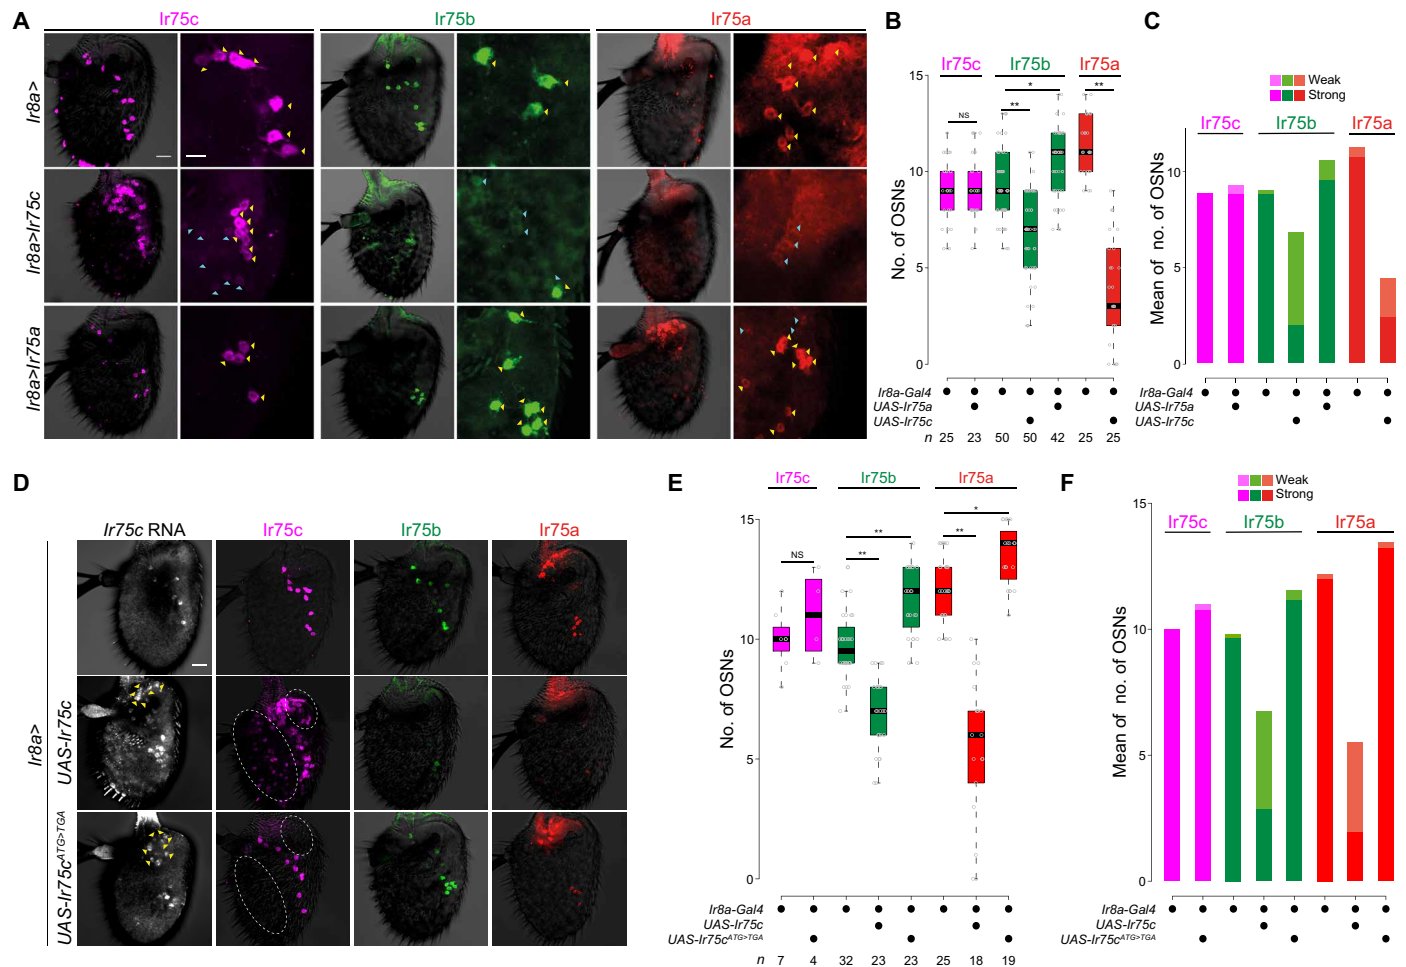 A
Ir75c
Ir75b
Ir75a
Ir8a>
Ir8a>Ir75c
Ir8a>Ir75a
B
Ir75c
Ir75b
Ir75a
No. of OSNs
15
10
5
0
NS
**
*
**
Ir8a-Gal4
UAS-Ir75a
UAS-Ir75c
n 25 23 50 50 42 25 25
C
Weak
Strong
Ir75c
Ir75b
Ir75a
Mean of no. of OSNs
10
5
0
Ir8a-Gal4
UAS-Ir75a
UAS-Ir75c
D
Ir75c RNA
Ir75c
Ir75b
Ir75a
Ir8a>
UAS-Ir75c
UAS-Ir75cATG>TGA
E
Ir75c
Ir75b
Ir75a
No. of OSNs
15
10
5
0
NS
**
**
**
*
Ir8a-Gal4
UAS-Ir75c
UAS-Ir75cATG>TGA
n 7 4 32 23 23 25 18 19
F
Weak
Strong
Ir75c
Ir75b
Ir75a
Mean of no. of OSNs
15
10
5
0
Ir8a-Gal4
UAS-Ir75c
UAS-Ir75cATG>TGA